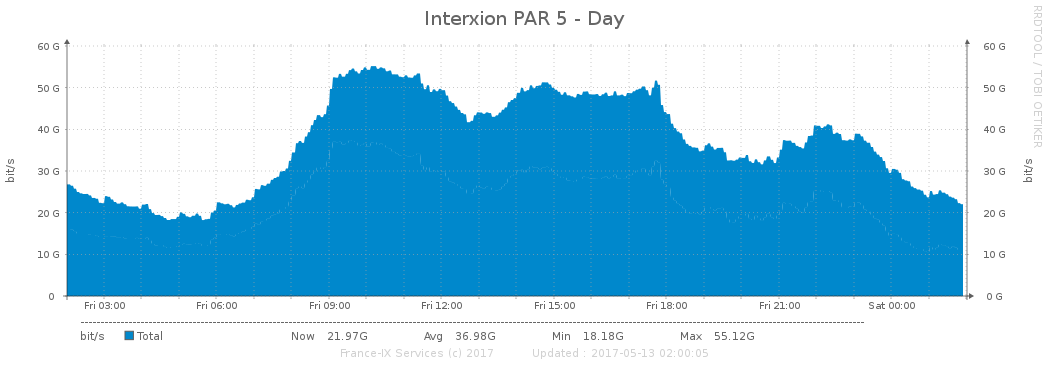 Interxion PAR 5 - Day
RRDTOOL / TOBI OETIKER
60 G 60 G
50 G 50 G
40 G 40 G
30 G 30 G
20 G 20 G
10 G 10 G
0 0 G
bit/s bit/s
Fri 03:00 Fri 06:00 Fri 09:00 Fri 12:00 Fri 15:00 Fri 18:00 Fri 21:00 Sat 00:00
bit/s Total Now 21.97G Avg 36.98G Min 18.18G Max 55.12G
France-IX Services (c) 2017 Updated : 2017-05-13 02:00:05